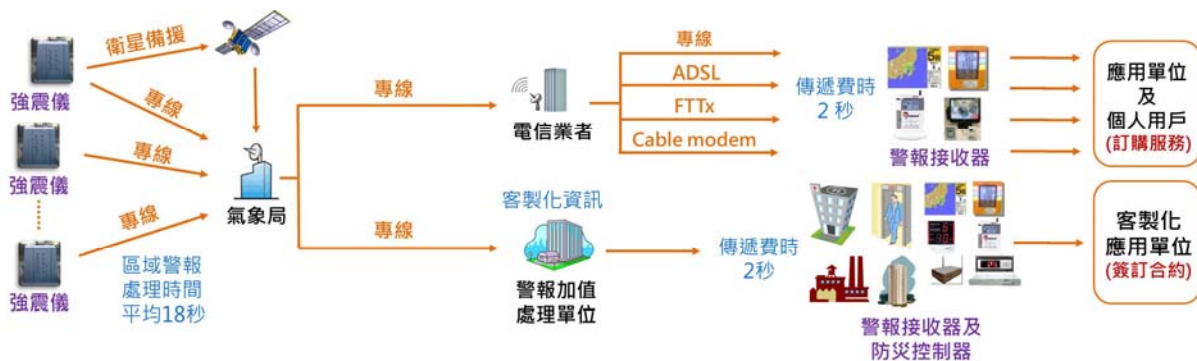 衛星備援
強震儀
專線
強震儀
專線
專線
強震儀
氣象局
區域警報
處理時間
平均18秒
專線
電信業者
專線
ADSL
FTTx
Cable modem
傳遞費時
2 秒
警報接收器
應用單位
及
個人用戶
(訂購服務)
專線
客製化資訊
警報加值
處理單位
傳遞費時
2秒
警報接收器及
防災控制器
客製化
應用單位
(簽訂合約)